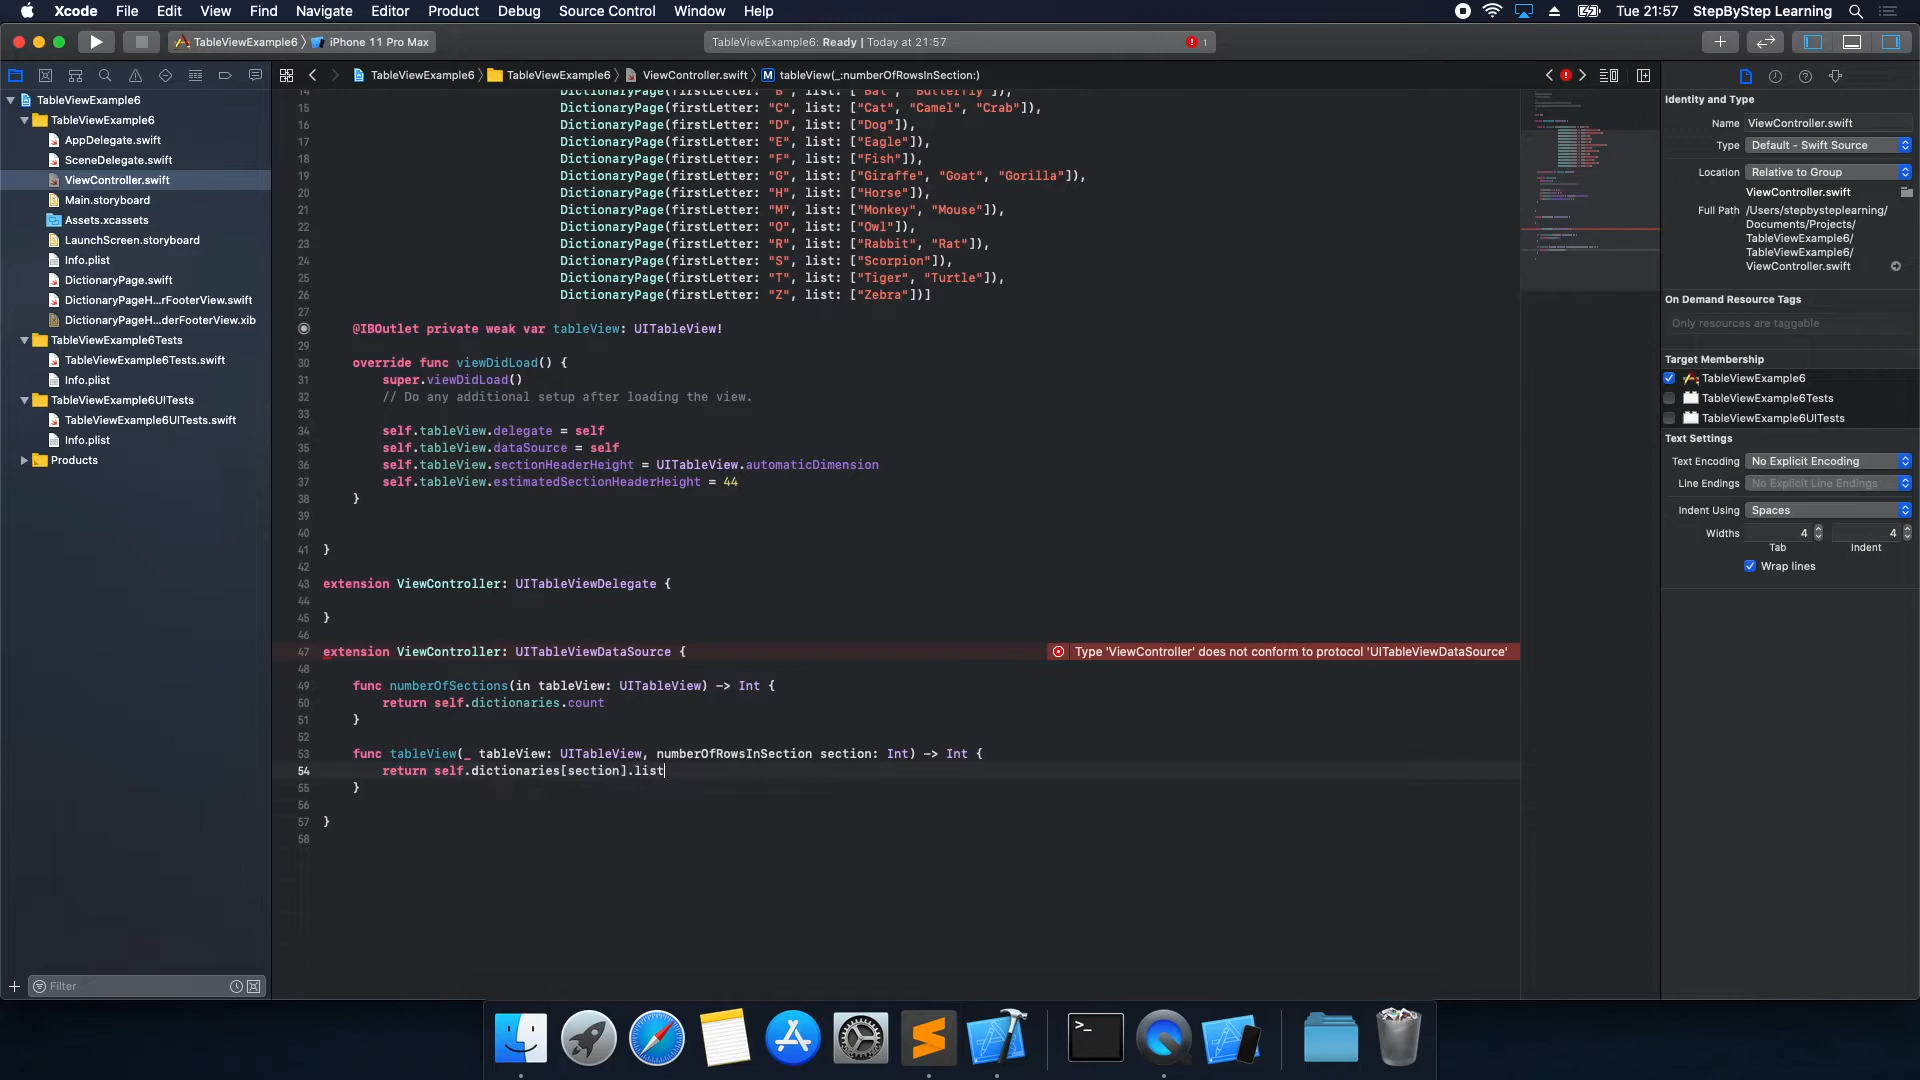 Xcode File Edit View Find Navigate Editor Product Debug Source Control Window Help
Tue 21:57 StepByStep Learning
TableViewExample6 iPhone 11 Pro Max
TableViewExample6: Ready | Today at 21:57
1
TableViewExample6 TableViewExample6 ViewController.swift M tableView(_:numberOfRowsInSection:)
TableViewExample6
TableViewExample6
AppDelegate.swift
SceneDelegate.swift
ViewController.swift
Main.storyboard
Assets.xcassets
LaunchScreen.storyboard
Info.plist
DictionaryPage.swift
DictionaryPageH...rFooterView.swift
DictionaryPageH...derFooterView.xib
TableViewExample6Tests
TableViewExample6Tests.swift
Info.plist
TableViewExample6UITests
TableViewExample6UITests.swift
Info.plist
Products
Filter
14 DictionaryPage(firstLetter: "B", list: ["Bat", "Butterfly"]),
15 DictionaryPage(firstLetter: "C", list: ["Cat", "Camel", "Crab"]),
16 DictionaryPage(firstLetter: "D", list: ["Dog"]),
17 DictionaryPage(firstLetter: "E", list: ["Eagle"]),
18 DictionaryPage(firstLetter: "F", list: ["Fish"]),
19 DictionaryPage(firstLetter: "G", list: ["Giraffe", "Goat", "Gorilla"]),
20 DictionaryPage(firstLetter: "H", list: ["Horse"]),
21 DictionaryPage(firstLetter: "M", list: ["Monkey", "Mouse"]),
22 DictionaryPage(firstLetter: "O", list: ["Owl"]),
23 DictionaryPage(firstLetter: "R", list: ["Rabbit", "Rat"]),
24 DictionaryPage(firstLetter: "S", list: ["Scorpion"]),
25 DictionaryPage(firstLetter: "T", list: ["Tiger", "Turtle"]),
26 DictionaryPage(firstLetter: "Z", list: ["Zebra"])]
27
@IBOutlet private weak var tableView: UITableView!
29
30 override func viewDidLoad() {
31 super.viewDidLoad()
32 // Do any additional setup after loading the view.
33
34 self.tableView.delegate = self
35 self.tableView.dataSource = self
36 self.tableView.sectionHeaderHeight = UITableView.automaticDimension
37 self.tableView.estimatedSectionHeaderHeight = 44
38 }
39
40
41 }
42
43 extension ViewController: UITableViewDelegate {
44
45 }
46
47 extension ViewController: UITableViewDataSource { Type 'ViewController' does not conform to protocol 'UITableViewDataSource'
48
49 func numberOfSections(in tableView: UITableView) -> Int {
50 return self.dictionaries.count
51 }
52
53 func tableView(_ tableView: UITableView, numberOfRowsInSection section: Int) -> Int {
54 return self.dictionaries[section].list
55 }
56
57 }
58
Identity and Type
Name ViewController.swift
Type Default - Swift Source
Location Relative to Group
ViewController.swift
Full Path /Users/stepbysteplearning/
Documents/Projects/
TableViewExample6/
TableViewExample6/
ViewController.swift
On Demand Resource Tags
Only resources are taggable
Target Membership
TableViewExample6
TableViewExample6Tests
TableViewExample6UITests
Text Settings
Text Encoding No Explicit Encoding
Line Endings No Explicit Line Endings
Indent Using Spaces
Widths 4 4
Tab Indent
Wrap lines